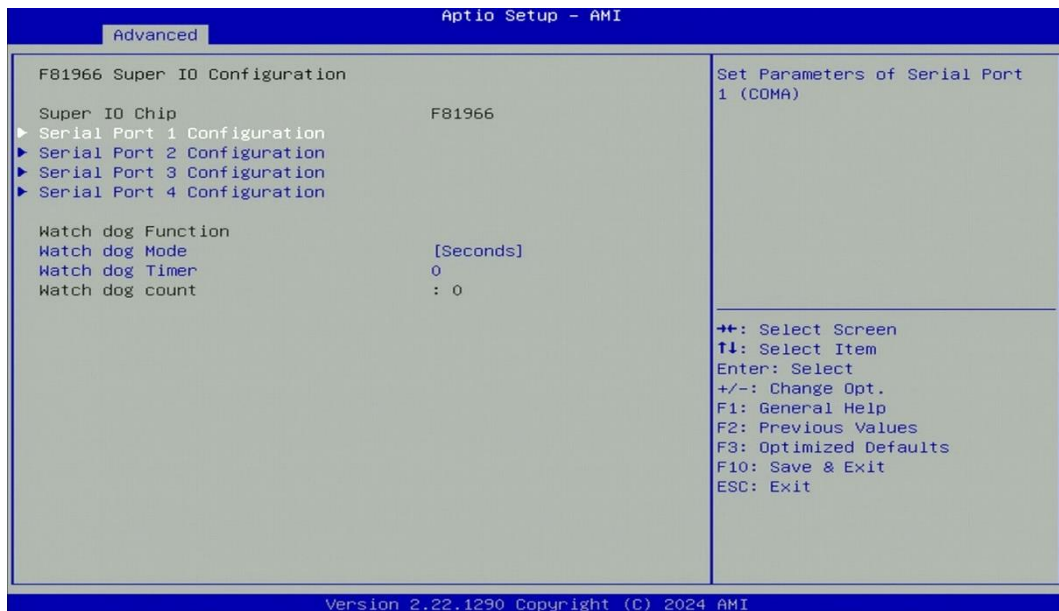 Aptio Setup - AMI
Advanced
F81966 Super IO Configuration
Super IO Chip F81966
Serial Port 1 Configuration
Serial Port 2 Configuration
Serial Port 3 Configuration
Serial Port 4 Configuration
Watch dog Function
Watch dog Mode [Seconds]
Watch dog Timer 0
Watch dog count : 0
Set Parameters of Serial Port
1 (COMA)
→←: Select Screen
↑↓: Select Item
Enter: Select
+/-: Change Opt.
F1: General Help
F2: Previous Values
F3: Optimized Defaults
F10: Save & Exit
ESC: Exit
Version 2.22.1290 Copyright (C) 2024 AMI